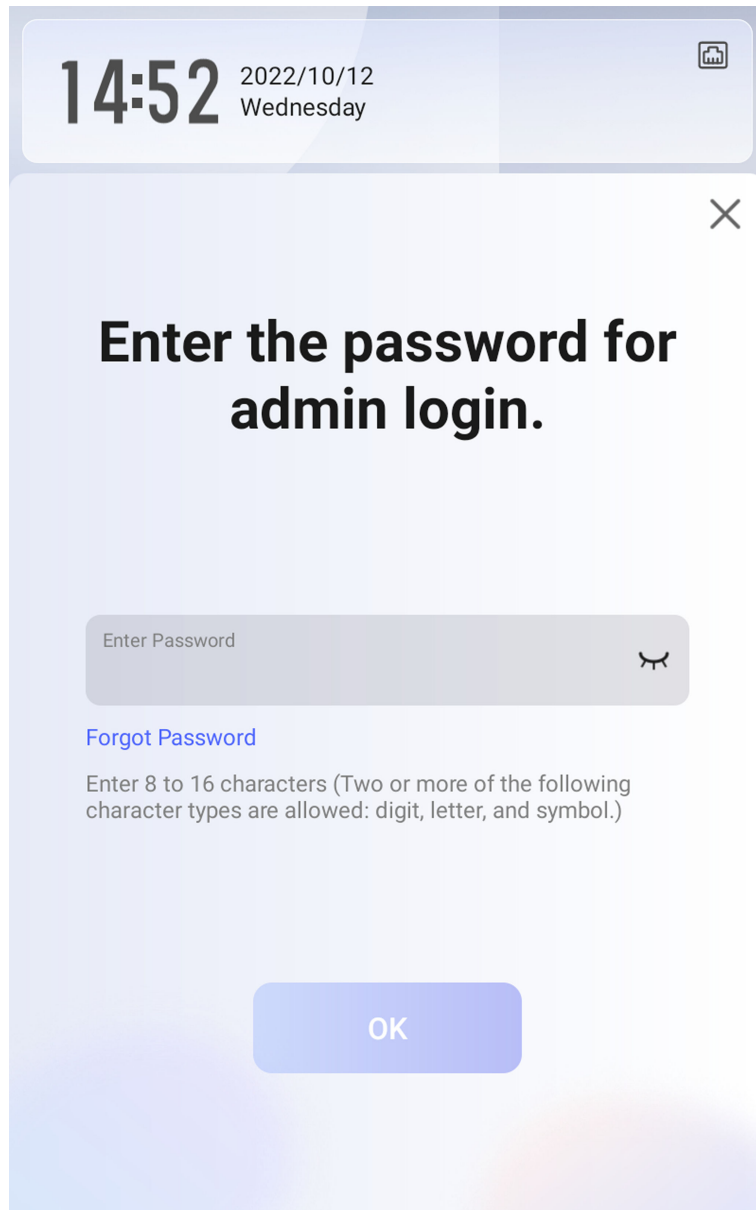 14:52
2022/10/12
Wednesday
Enter the password for
admin login.
Enter Password
Forgot Password
Enter 8 to 16 characters (Two or more of the following
character types are allowed: digit, letter, and symbol.)
OK